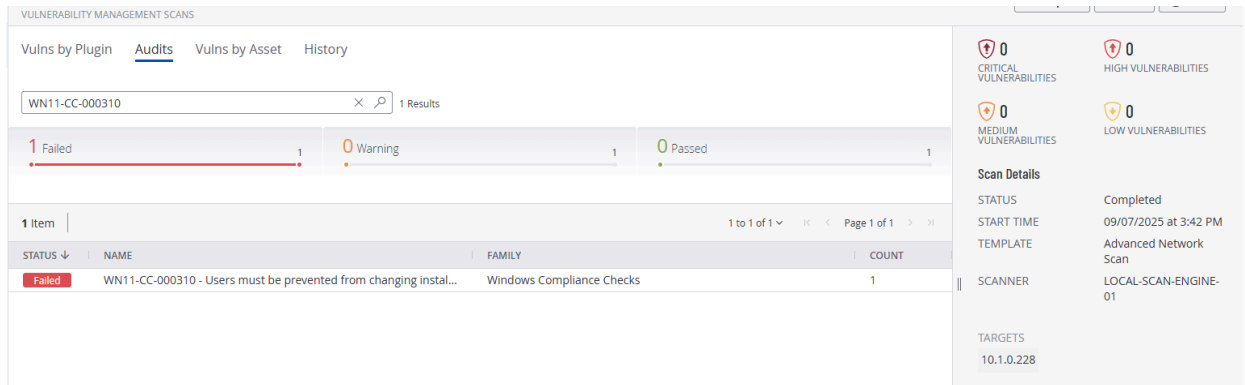 VULNERABILITY MANAGEMENT SCANS
Vulns by Plugin Audits Vulns by Asset History
WN11-CC-000310 1 Results
1 Failed 1
0 Warning 1
0 Passed 1
1 Item 1 to 1 of 1 Page 1 of 1
STATUS NAME FAMILY COUNT
Failed WN11-CC-000310 - Users must be prevented from changing instal... Windows Compliance Checks 1
0
CRITICAL
VULNERABILITIES
0
HIGH VULNERABILITIES
0
MEDIUM
VULNERABILITIES
0
LOW VULNERABILITIES
Scan Details
STATUS Completed
START TIME 09/07/2025 at 3:42 PM
TEMPLATE Advanced Network
Scan
SCANNER LOCAL-SCAN-ENGINE-
01
TARGETS
10.1.0.228